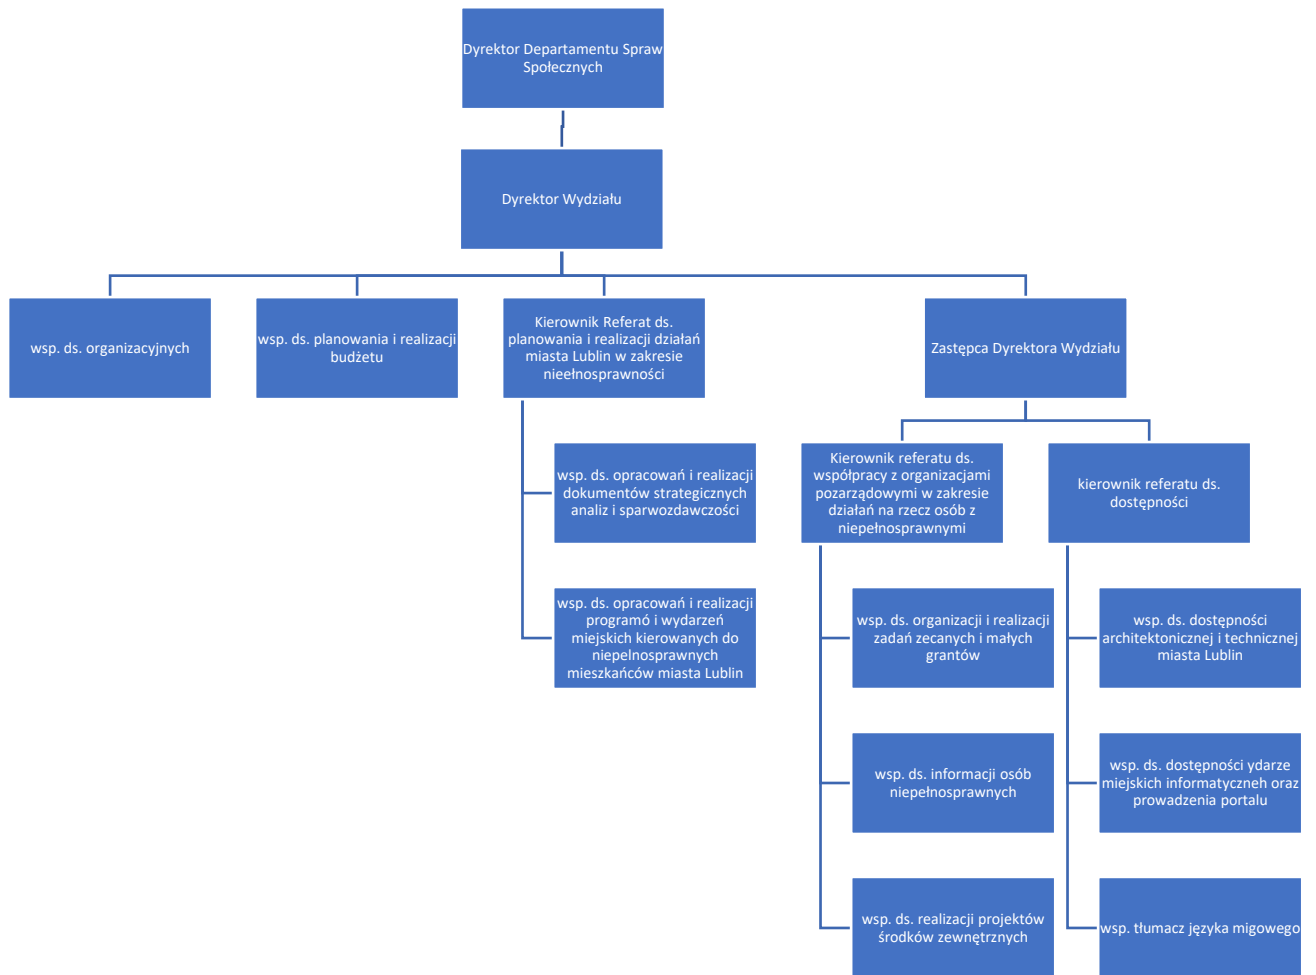 Dyrektor Departamentu Spraw
Społecznych
Dyrektor Wydziału
wsp. ds. organizacyjnych
wsp. ds. planowania i realizacji
budżetu
Kierownik Referat ds.
planowania i realizacji działań
miasta Lublin w zakresie
nieełnosprawności
Zastępca Dyrektora Wydziału
wsp. ds. opracowań i realizacji
dokumentów strategicznych
analiz i sparwozdawczości
wsp. ds. opracowań i realizacji
programó i wydarzeń
miejskich kierowanych do
niepelnosprawnych
mieszkańców miasta Lublin
Kierownik referatu ds.
współpracy z organizacjami
pozarządowymi w zakresie
działań na rzecz osób z
niepełnosprawnymi
kierownik referatu ds.
dostępności
wsp. ds. organizacji i realizacji
zadań zecanych i małych
grantów
wsp. ds. informacji osób
niepełnosprawnych
wsp. ds. realizacji projektów
środków zewnętrznych
wsp. ds. dostępności
architektonicznej i technicznej
miasta Lublin
wsp. ds. dostępności ydarze
miejskich informatyczneh oraz
prowadzenia portalu
wsp. tłumacz języka migowego